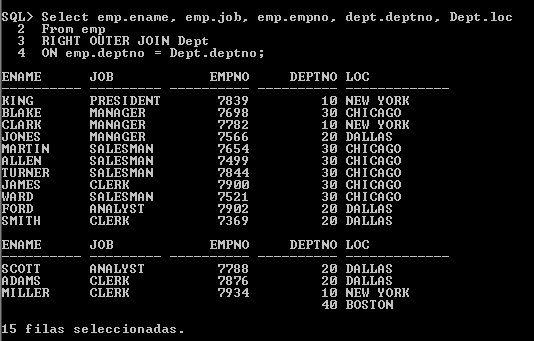 SQL> Select emp.ename, emp.job, emp.empno, dept.deptno, Dept.loc
  2  From emp
  3  RIGHT OUTER JOIN Dept
  4  ON emp.deptno = Dept.deptno;
ENAME      JOB            EMPNO     DEPTNO LOC
---------- --------- ---------- ---------- -------------
KING       PRESIDENT       7839         10 NEW YORK
BLAKE      MANAGER         7698         30 CHICAGO
CLARK      MANAGER         7782         10 NEW YORK
JONES      MANAGER         7566         20 DALLAS
MARTIN     SALESMAN        7654         30 CHICAGO
ALLEN      SALESMAN        7499         30 CHICAGO
TURNER     SALESMAN        7844         30 CHICAGO
JAMES      CLERK           7900         30 CHICAGO
WARD       SALESMAN        7521         30 CHICAGO
FORD       ANALYST         7902         20 DALLAS
SMITH      CLERK           7369         20 DALLAS
ENAME      JOB            EMPNO     DEPTNO LOC
---------- --------- ---------- ---------- -------------
SCOTT      ANALYST         7788         20 DALLAS
ADAMS      CLERK           7876         20 DALLAS
MILLER     CLERK           7934         10 NEW YORK
                                        40 BOSTON
15 filas seleccionadas.